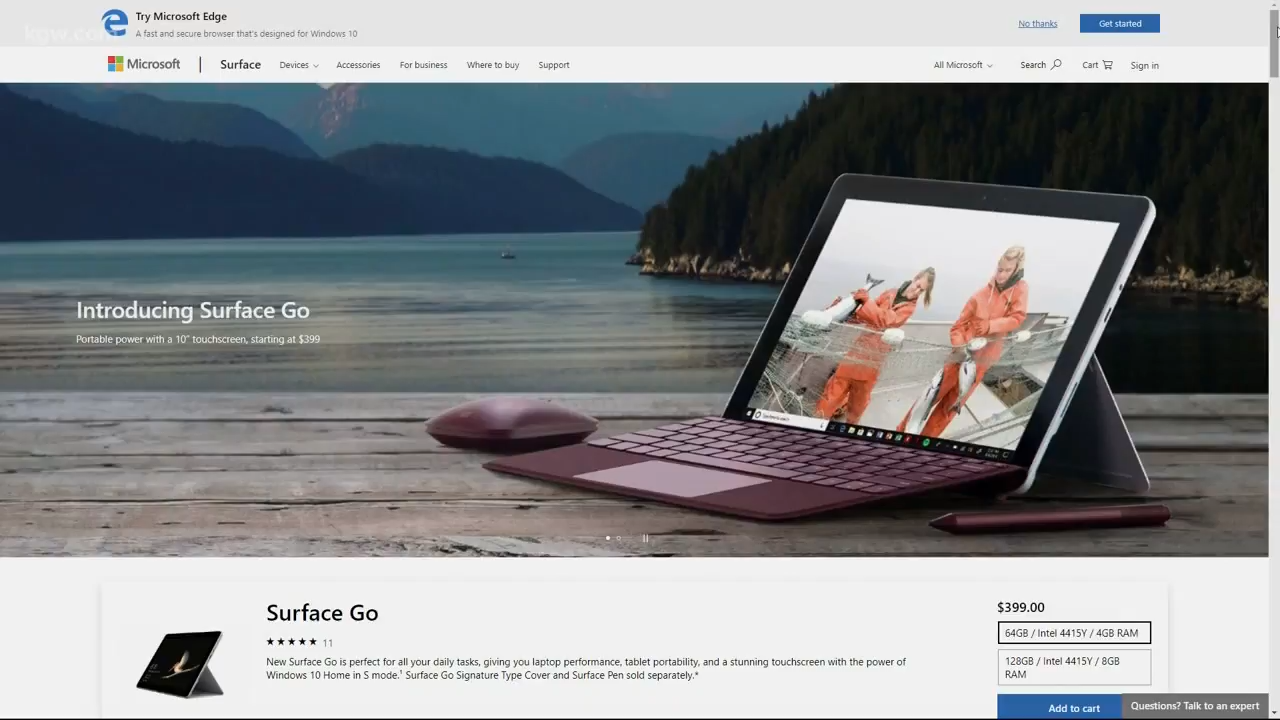 Try Microsoft Edge
A fast and secure browser that's designed for Windows 10
No thanks
Get started
kgw.com
Microsoft
Surface
Devices
Accessories
For business
Where to buy
Support
All Microsoft
Search
Cart
Sign in
Introducing Surface Go
Portable power with a 10” touchscreen, starting at $399
Surface Go
★★★★★ 11
New Surface Go is perfect for all your daily tasks, giving you laptop performance, tablet portability, and a stunning touchscreen with the power of
Windows 10 Home in S mode.¹ Surface Go Signature Type Cover and Surface Pen sold separately.*
$399.00
64GB / Intel 4415Y / 4GB RAM
128GB / Intel 4415Y / 8GB
RAM
Add to cart
Questions? Talk to an expert